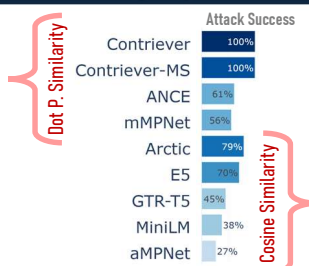 Attack Success
Dot P. Similarity
Contriever 100%
Contriever-MS 100%
ANCE 61%
mMPNet 56%
Arctic 79%
E5 70%
GTR-T5 45%
MiniLM 38%
aMPNet 27%
Cosine Similarity